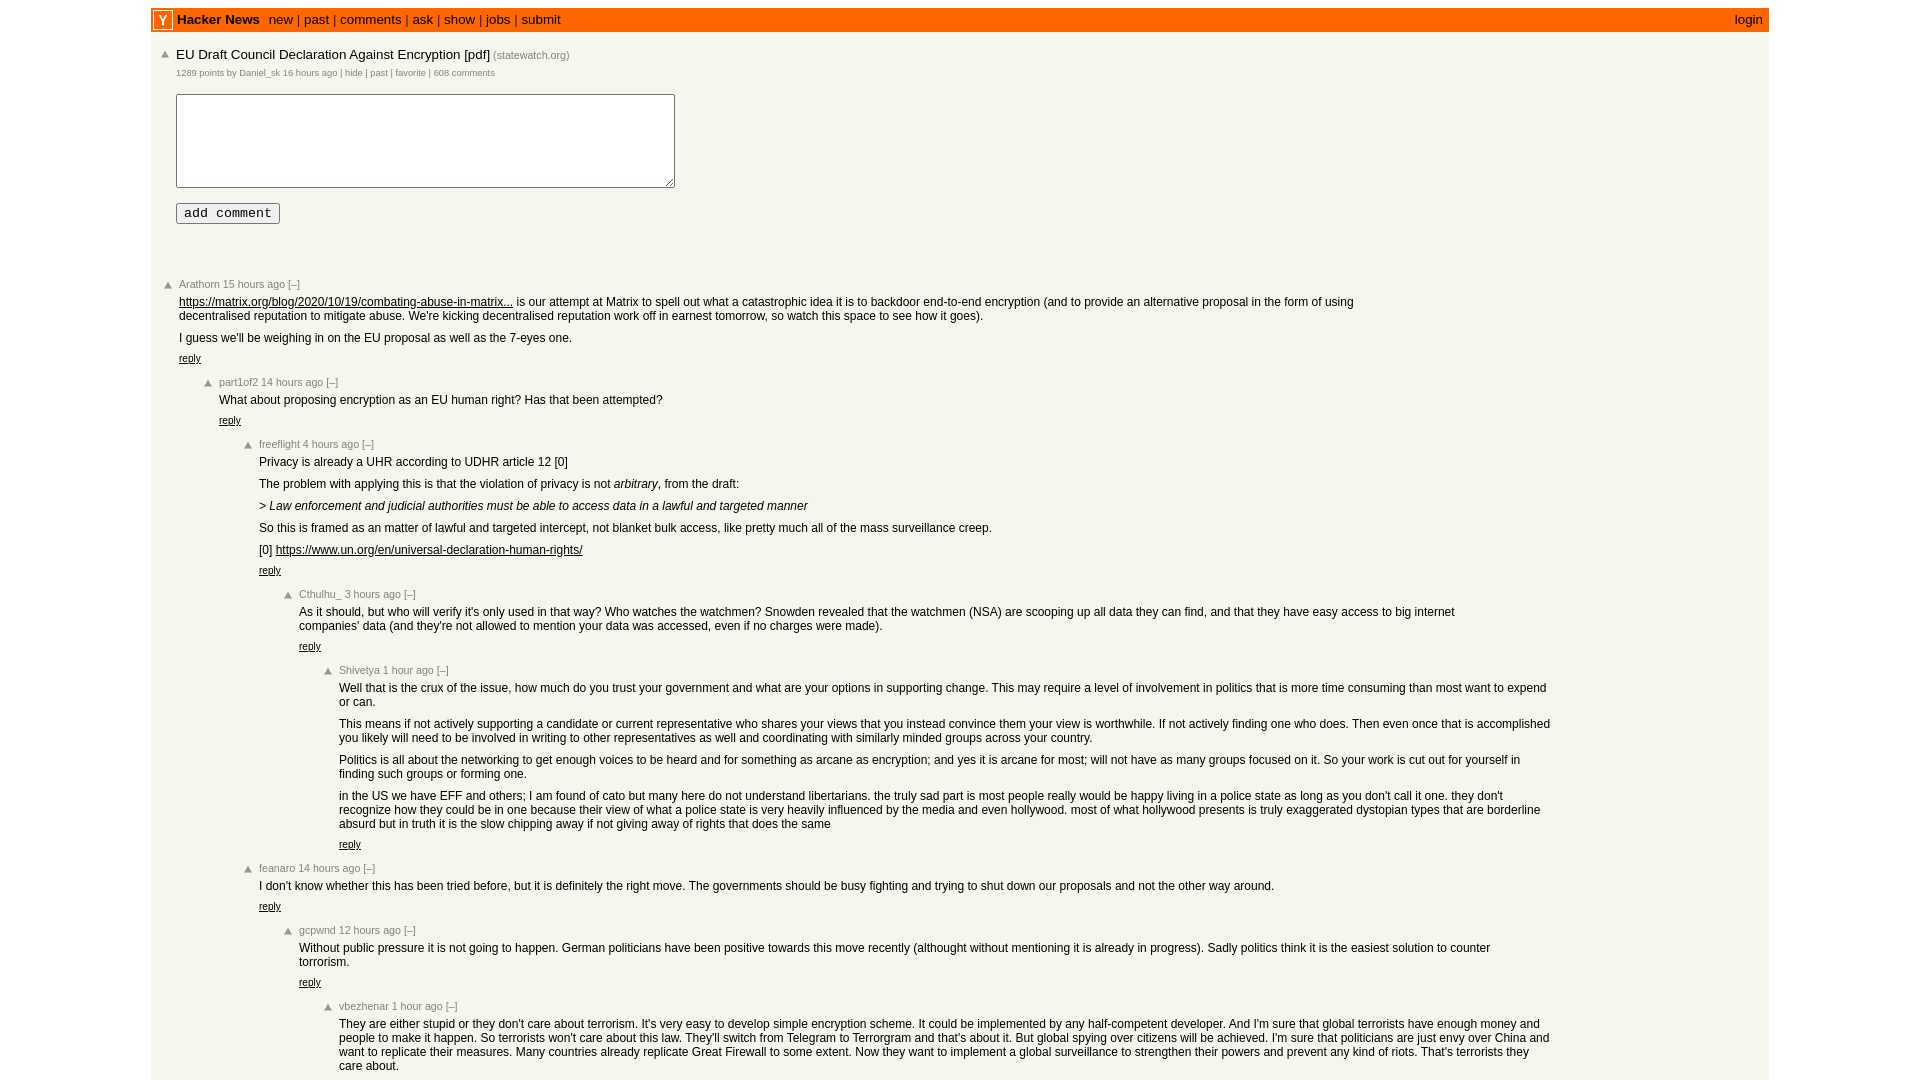 Y Hacker News new | past | comments | ask | show | jobs | submit login
EU Draft Council Declaration Against Encryption [pdf] (statewatch.org)
1289 points by Daniel_sk 16 hours ago | hide | past | favorite | 608 comments
add comment
Arathorn 15 hours ago [–]
https://matrix.org/blog/2020/10/19/combating-abuse-in-matrix... is our attempt at Matrix to spell out what a catastrophic idea it is to backdoor end-to-end encryption (and to provide an alternative proposal in the form of using
decentralised reputation to mitigate abuse. We're kicking decentralised reputation work off in earnest tomorrow, so watch this space to see how it goes).
I guess we'll be weighing in on the EU proposal as well as the 7-eyes one.
reply
part1of2 14 hours ago [–]
What about proposing encryption as an EU human right? Has that been attempted?
reply
freeflight 4 hours ago [–]
Privacy is already a UHR according to UDHR article 12 [0]
The problem with applying this is that the violation of privacy is not arbitrary, from the draft:
> Law enforcement and judicial authorities must be able to access data in a lawful and targeted manner
So this is framed as an matter of lawful and targeted intercept, not blanket bulk access, like pretty much all of the mass surveillance creep.
[0] https://www.un.org/en/universal-declaration-human-rights/
reply
Cthulhu_ 3 hours ago [–]
As it should, but who will verify it's only used in that way? Who watches the watchmen? Snowden revealed that the watchmen (NSA) are scooping up all data they can find, and that they have easy access to big internet
companies' data (and they're not allowed to mention your data was accessed, even if no charges were made).
reply
Shivetya 1 hour ago [–]
Well that is the crux of the issue, how much do you trust your government and what are your options in supporting change. This may require a level of involvement in politics that is more time consuming than most want to expend
or can.
This means if not actively supporting a candidate or current representative who shares your views that you instead convince them your view is worthwhile. If not actively finding one who does. Then even once that is accomplished
you likely will need to be involved in writing to other representatives as well and coordinating with similarly minded groups across your country.
Politics is all about the networking to get enough voices to be heard and for something as arcane as encryption; and yes it is arcane for most; will not have as many groups focused on it. So your work is cut out for yourself in
finding such groups or forming one.
in the US we have EFF and others; I am found of cato but many here do not understand libertarians. the truly sad part is most people really would be happy living in a police state as long as you don't call it one. they don't
recognize how they could be in one because their view of what a police state is very heavily influenced by the media and even hollywood. most of what hollywood presents is truly exaggerated dystopian types that are borderline
absurd but in truth it is the slow chipping away if not giving away of rights that does the same
reply
feanaro 14 hours ago [–]
I don't know whether this has been tried before, but it is definitely the right move. The governments should be busy fighting and trying to shut down our proposals and not the other way around.
reply
gcpwnd 12 hours ago [–]
Without public pressure it is not going to happen. German politicians have been positive towards this move recently (althought without mentioning it is already in progress). Sadly politics think it is the easiest solution to counter
torrorism.
reply
vbezhenar 1 hour ago [–]
They are either stupid or they don't care about terrorism. It's very easy to develop simple encryption scheme. It could be implemented by any half-competent developer. And I'm sure that global terrorists have enough money and
people to make it happen. So terrorists won't care about this law. They'll switch from Telegram to Terrorgram and that's about it. But global spying over citizens will be achieved. I'm sure that politicians are just envy over China and
want to replicate their measures. Many countries already replicate Great Firewall to some extent. Now they want to implement a global surveillance to strengthen their powers and prevent any kind of riots. That's terrorists they
care about.